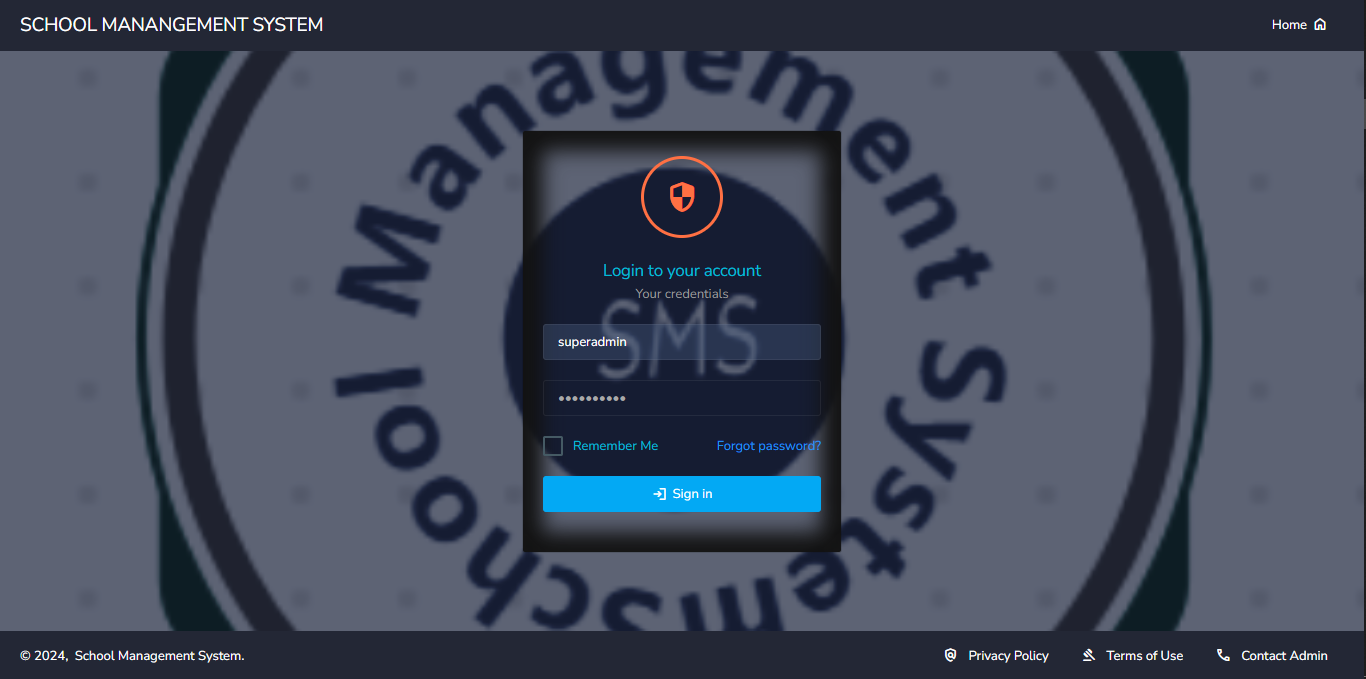 SCHOOL MANANGEMENT SYSTEM
Home
School Management System
Login to your account
Your credentials
SMS
superadmin
••••••••••
Remember Me
Forgot password?
Sign in
© 2024, School Management System.
Privacy Policy
Terms of Use
Contact Admin